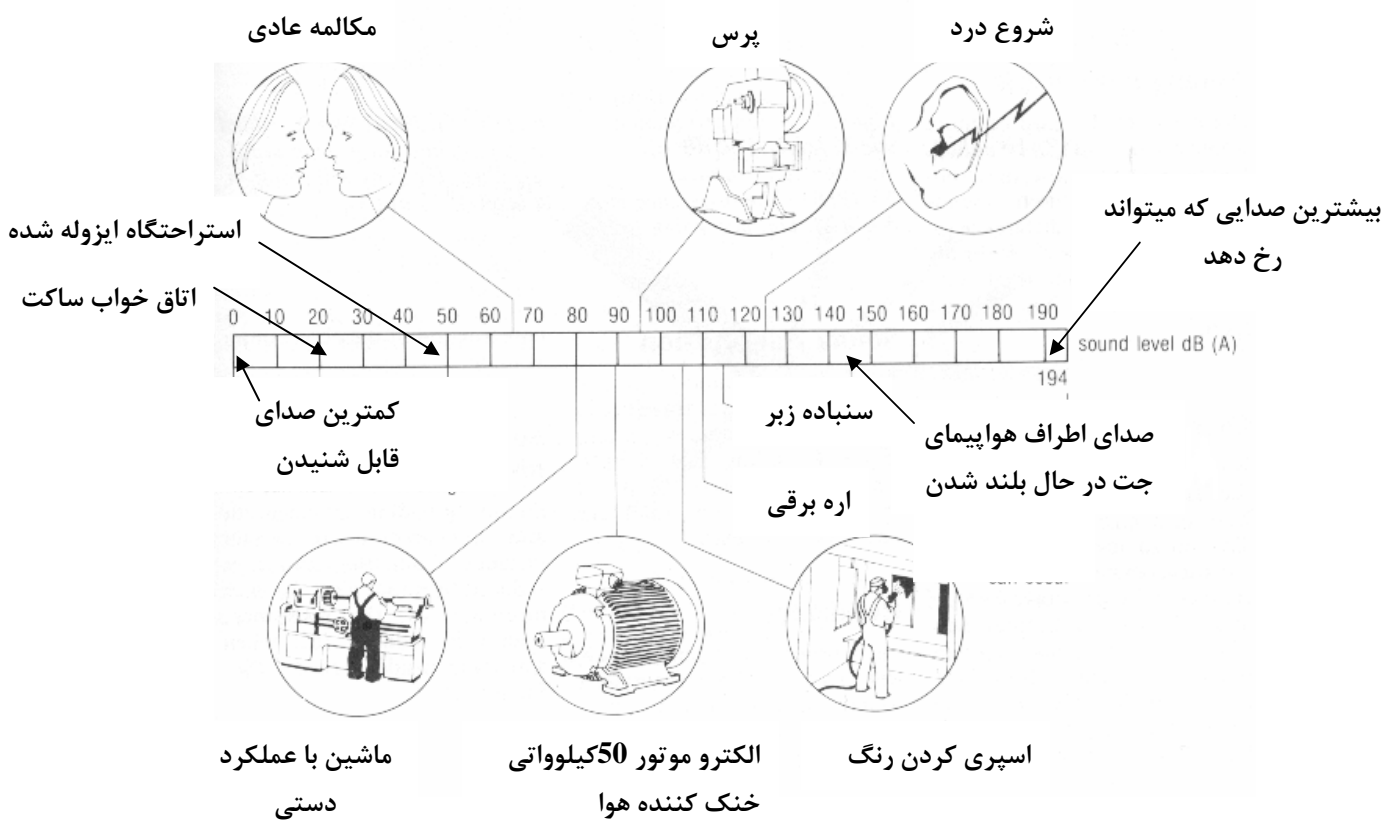 مکالمه عادی
پرس
شروع درد
استراحتگاه ایزوله شده
اتاق خواب ساکت
بیشترین صدایی که میتواند
رخ دهد
0 10 20 30 40 50 60 70 80 90 100 110 120 130 140 150 160 170 180 190
sound level dB (A)
194
کمترین صدای
قابل شنیدن
سنباده زبر
اره برقی
صدای اطراف هواپیمای
جت در حال بلند شدن
ماشین با عملکرد
دستی
الکترو موتور 50کیلوواتی
خنک کننده هوا
اسپری کردن رنگ